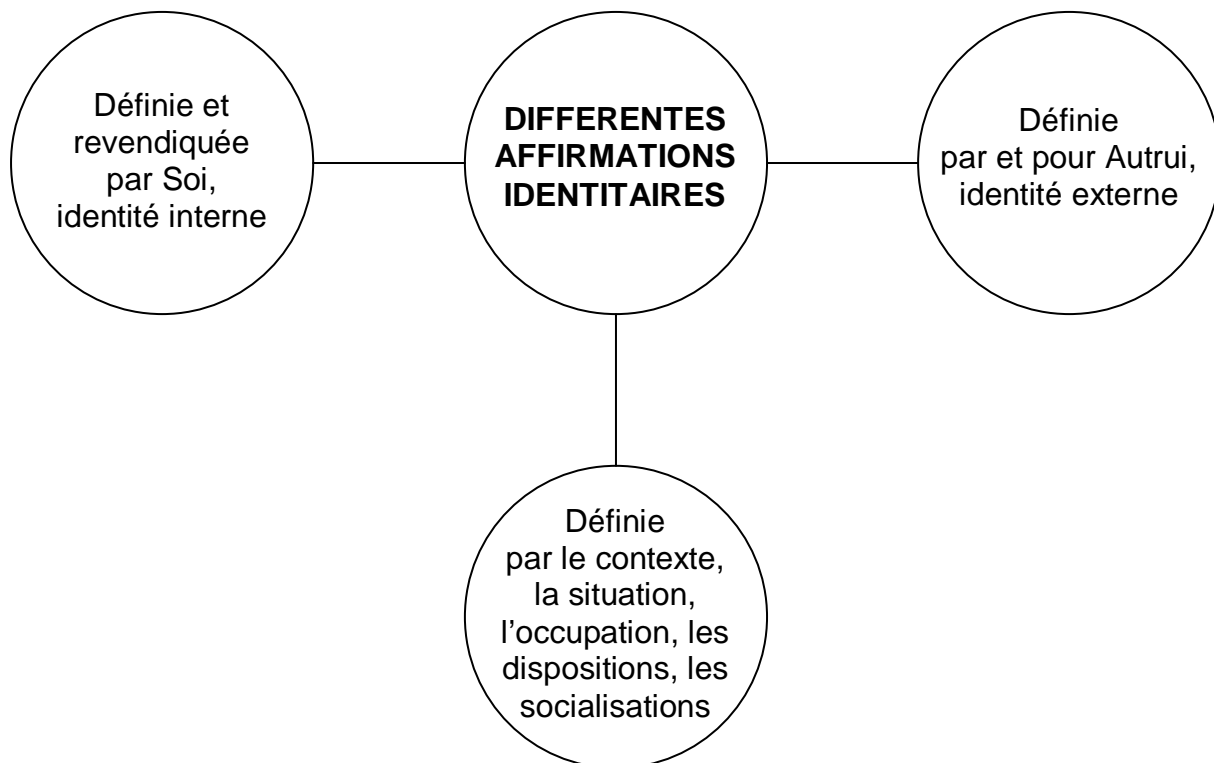 Définie et
revendiquée
par Soi,
identité interne
DIFFERENTES
AFFIRMATIONS
IDENTITAIRES
Définie
par et pour Autrui,
identité externe
Définie
par le contexte,
la situation,
l’occupation, les
dispositions, les
socialisations